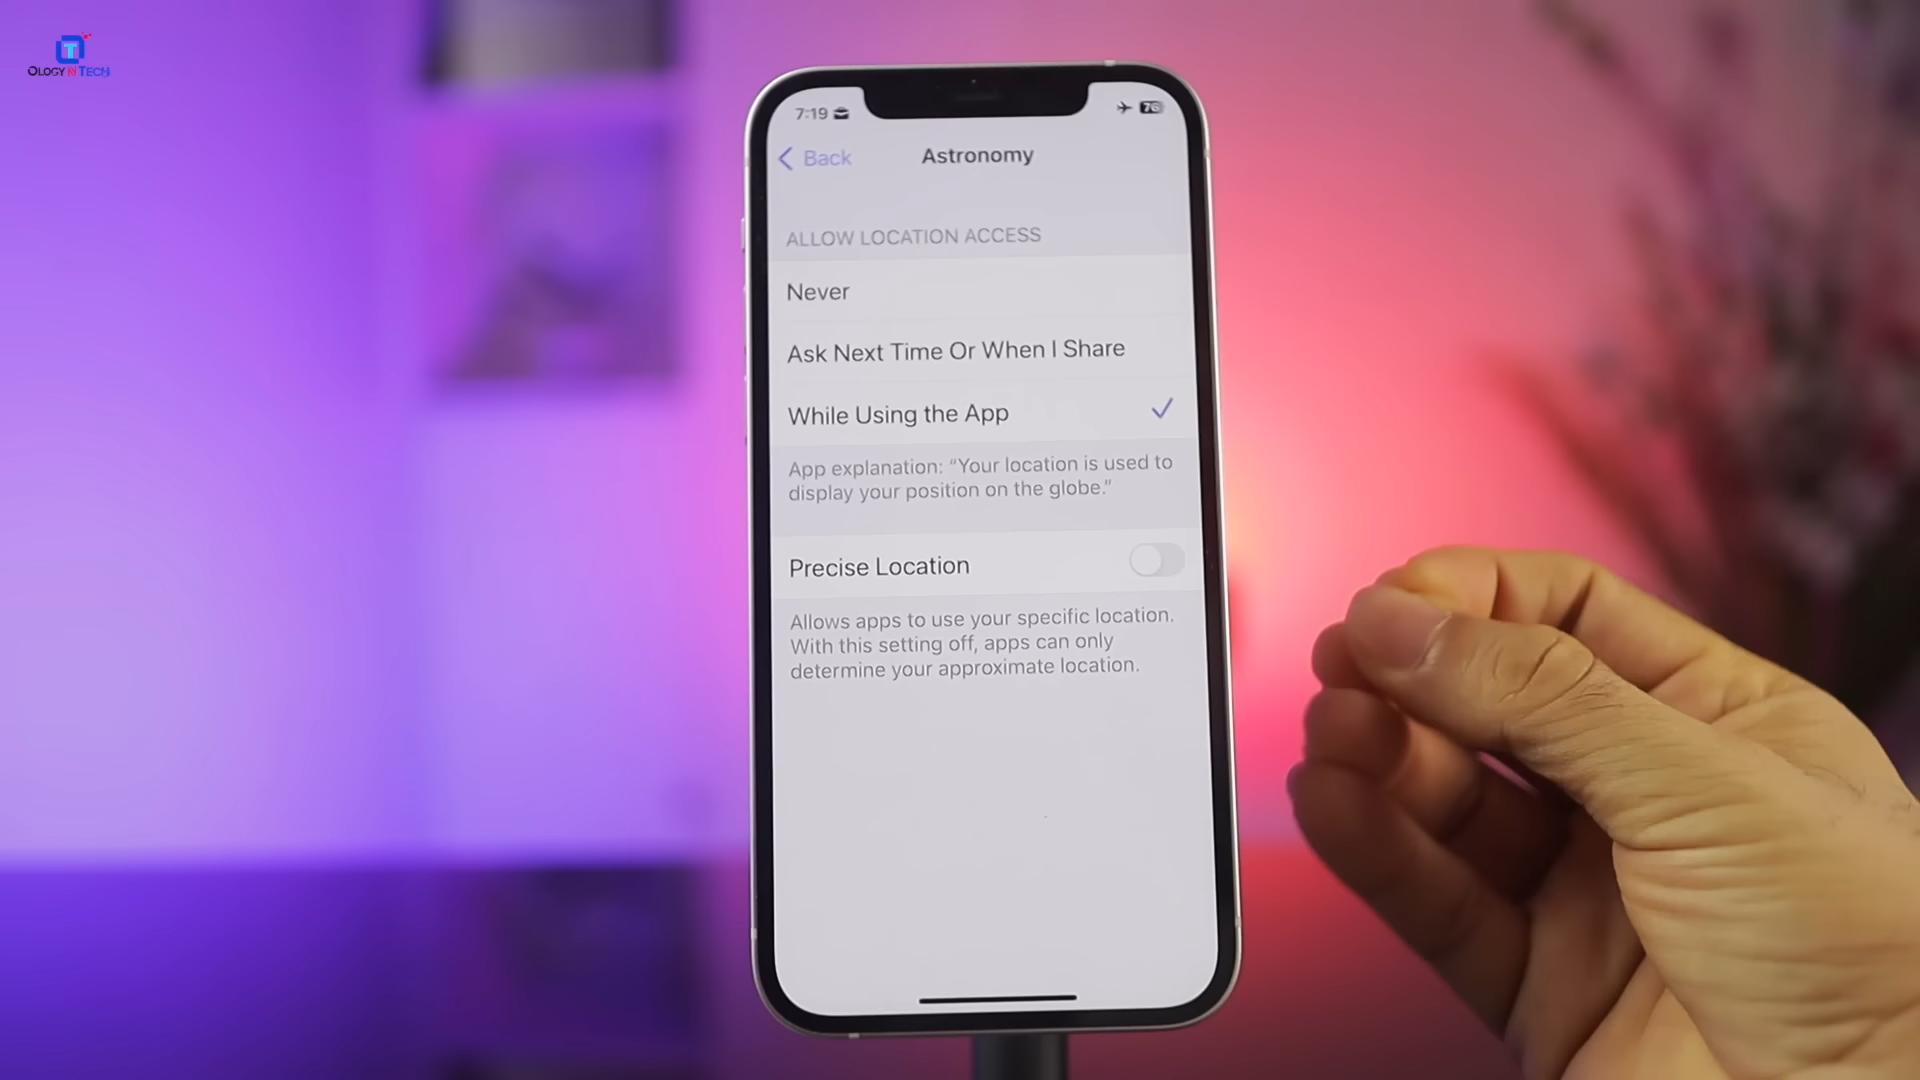 OLOGY N TECH
7:19
76
Back
Astronomy
ALLOW LOCATION ACCESS
Never
Ask Next Time Or When I Share
While Using the App
App explanation: “Your location is used to
display your position on the globe.”
Precise Location
Allows apps to use your specific location.
With this setting off, apps can only
determine your approximate location.